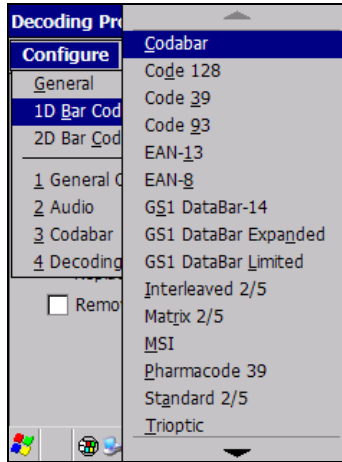 Decoding Pr
Configure
General
1D Bar Cod
2D Bar Cod
1 General
2 Audio
3 Codabar
4 Decoding
Remo
Codabar
Code 128
Code 39
Code 93
EAN-13
EAN-8
GS1 DataBar-14
GS1 DataBar Expanded
GS1 DataBar Limited
Interleaved 2/5
Matrix 2/5
MSI
Pharmacode 39
Standard 2/5
Trioptic